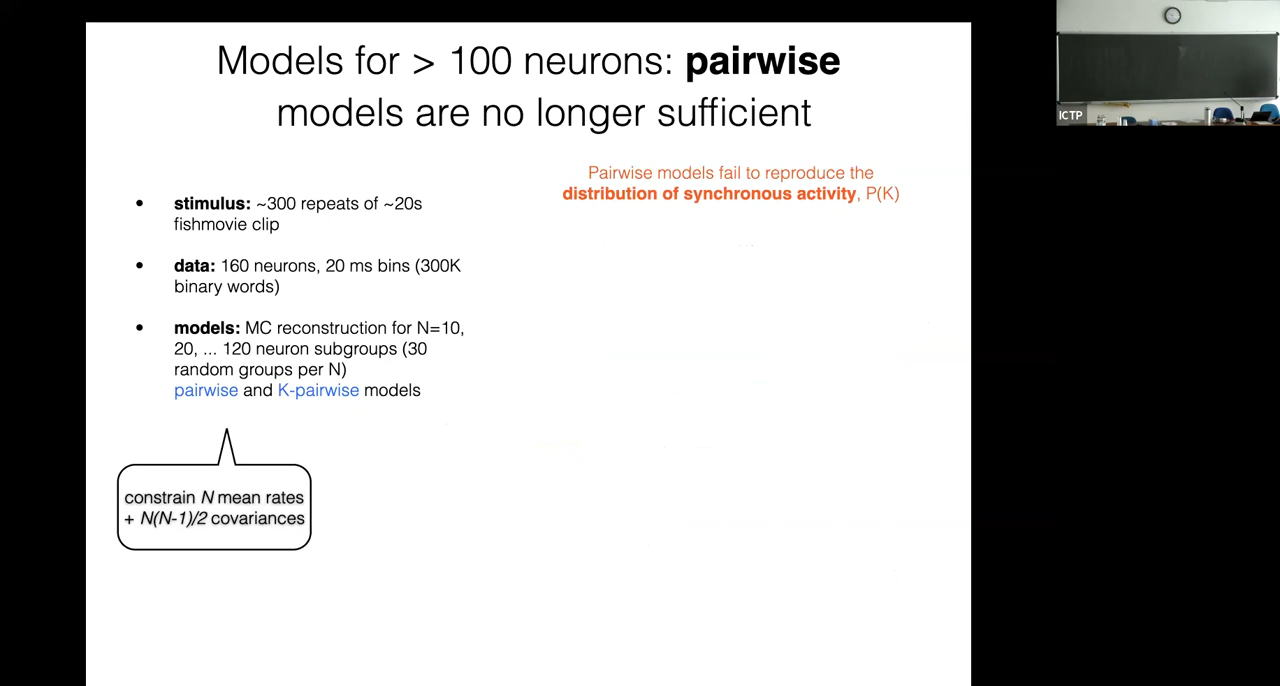 Models for > 100 neurons: pairwise
models are no longer sufficient
Pairwise models fail to reproduce the
distribution of synchronous activity, P(K)
• stimulus: ~300 repeats of ~20s
fishmovie clip
• data: 160 neurons, 20 ms bins (300K
binary words)
• models: MC reconstruction for N=10,
20, ... 120 neuron subgroups (30
random groups per N)
pairwise and K-pairwise models
constrain N mean rates
+ N(N-1)/2 covariances
ICTP